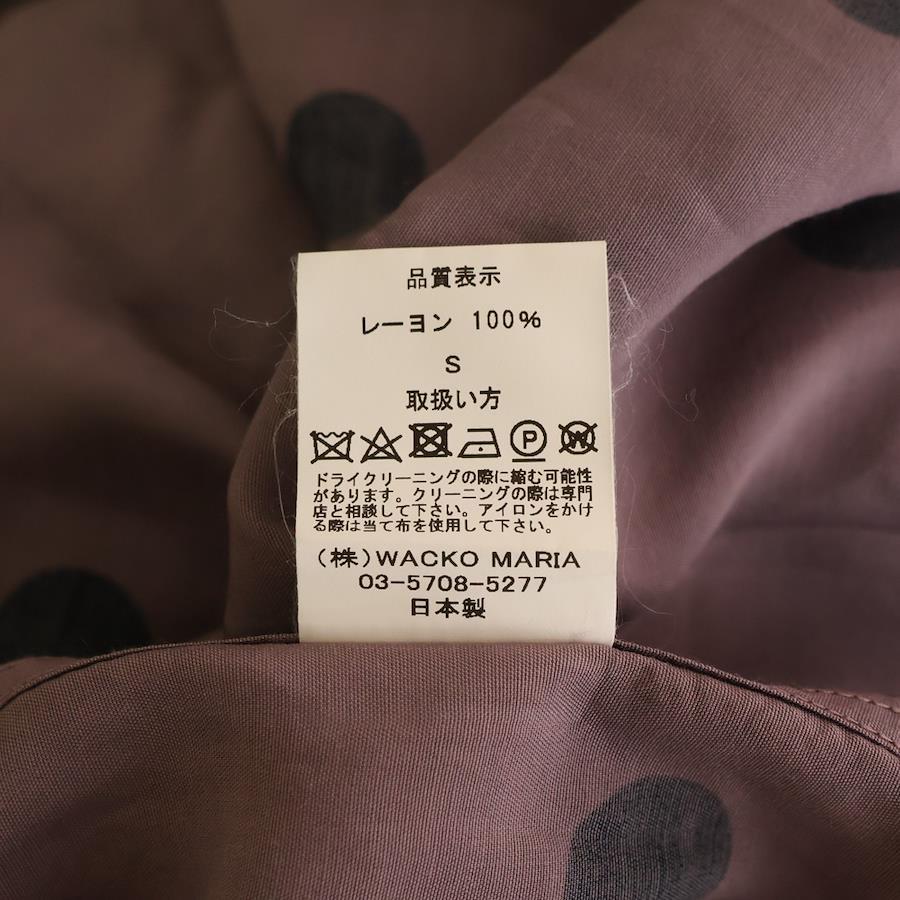 品質表示
レーヨン 100%
S
取扱い方
P W
ドライクリーニングの際に縮む可能性
があります。クリーニングの際は専門
店と相談して下さい。アイロンをかけ
る際は当て布を使用して下さい。
(株)WACKO MARIA
03-5708-5277
日本製